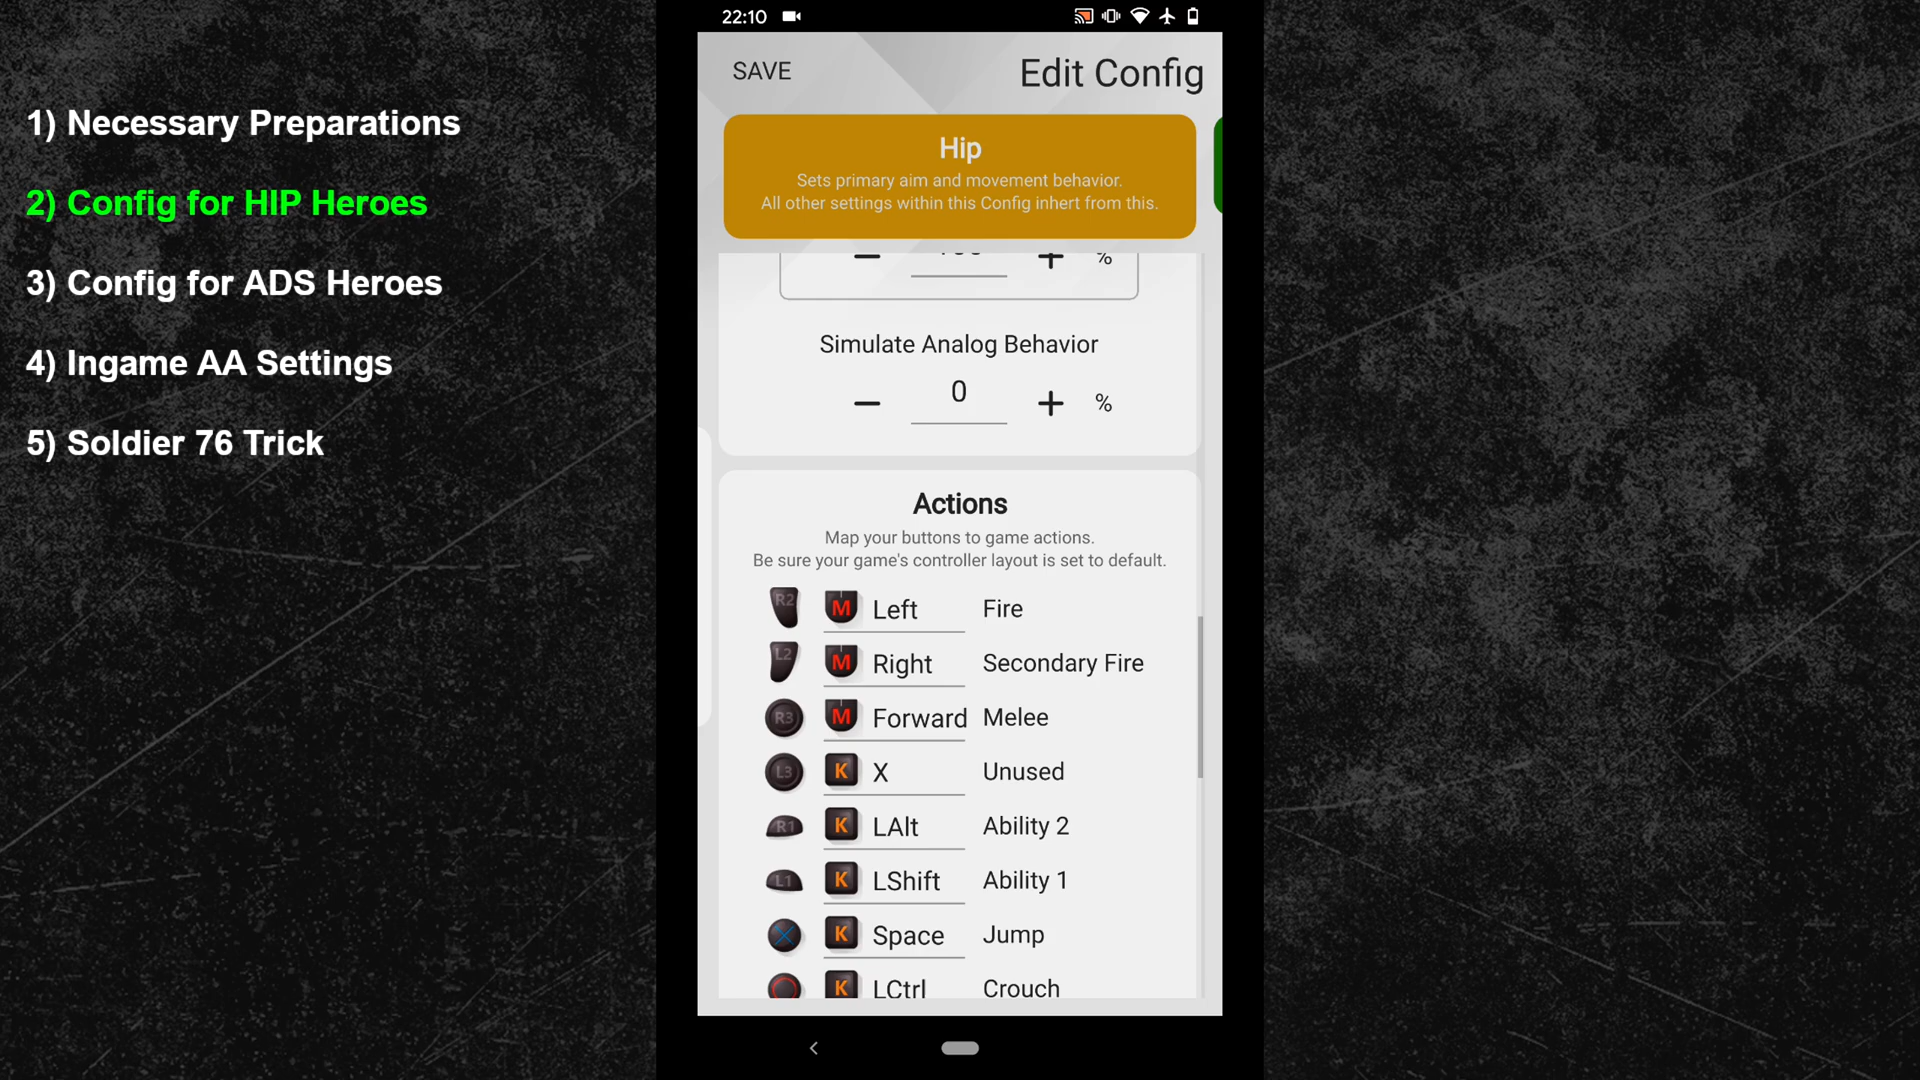 22:10
1) Necessary Preparations
2) Config for HIP Heroes
3) Config for ADS Heroes
4) Ingame AA Settings
5) Soldier 76 Trick
SAVE
Edit Config
Hip
Sets primary aim and movement behavior.
All other settings within this Config inhert from this.
− + %
Simulate Analog Behavior
− 0 + %
Actions
Map your buttons to game actions.
Be sure your game's controller layout is set to default.
R2 M Left Fire
L2 M Right Secondary Fire
R3 M Forward Melee
L3 K X Unused
R1 K LAlt Ability 2
L1 K LShift Ability 1
K Space Jump
K LCtrl Crouch